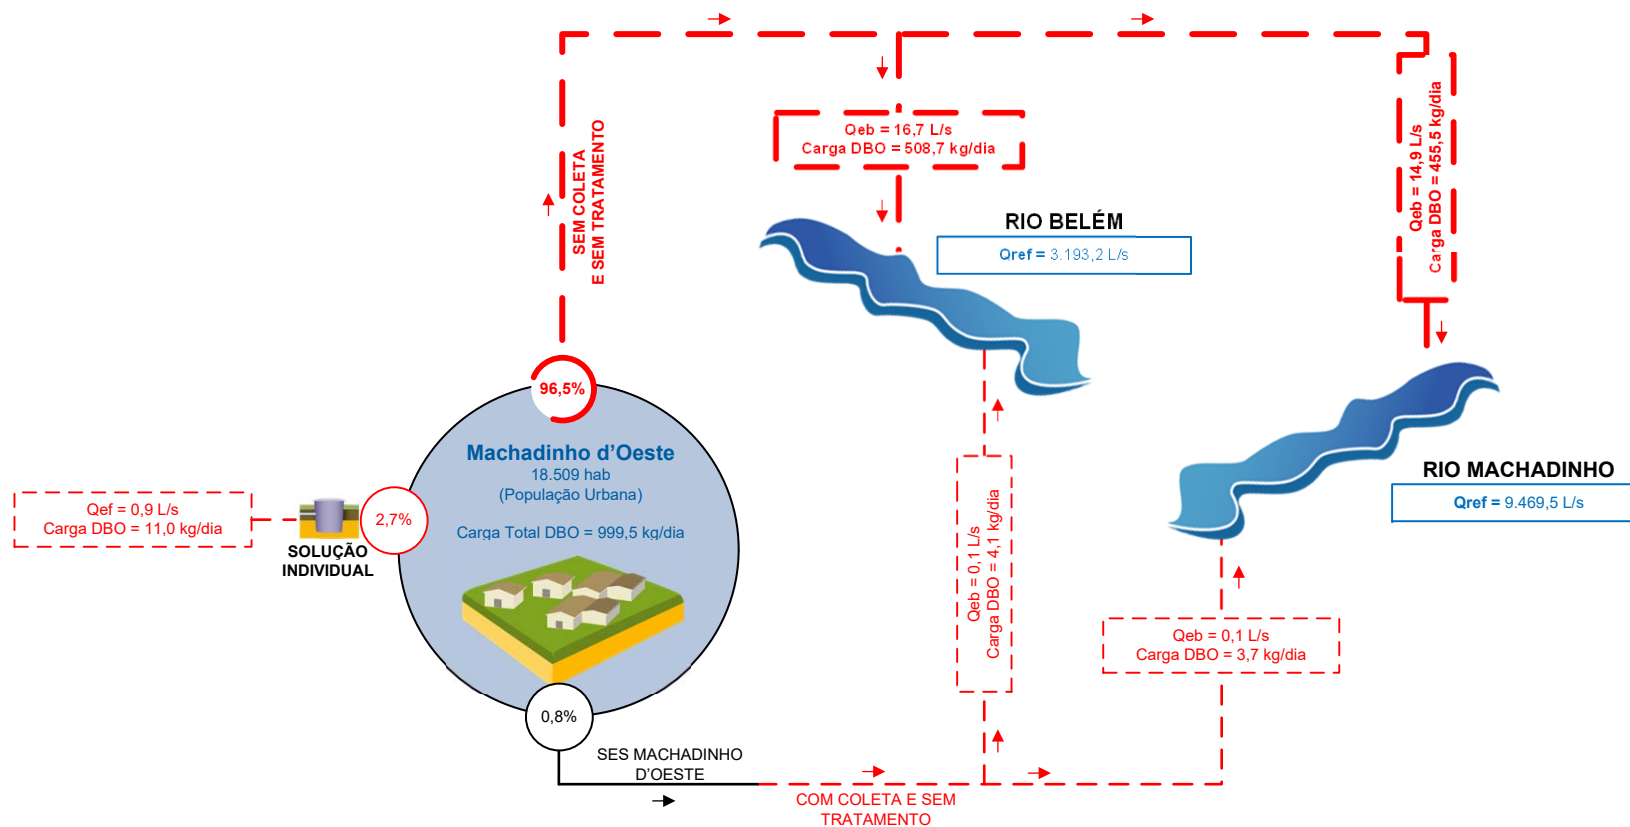 SEM COLETA
E SEM TRATAMENTO
Qeb = 16,7 L/s
Carga DBO = 508,7 kg/dia
Qeb = 14,9 L/s
Carga DBO = 455,5 kg/dia
RIO BELÉM
Qref = 3.193,2 L/s
96,5%
Machadinho d'Oeste
18.509 hab
(População Urbana)
Carga Total DBO = 999,5 kg/dia
Qef = 0,9 L/s
Carga DBO = 11,0 kg/dia
2,7%
SOLUÇÃO
INDIVIDUAL
RIO MACHADINHO
Qref = 9.469,5 L/s
Qeb = 0,1 L/s
Carga DBO = 4,1 kg/dia
Qeb = 0,1 L/s
Carga DBO = 3,7 kg/dia
0,8%
SES MACHADINHO
D'OESTE
COM COLETA E SEM
TRATAMENTO